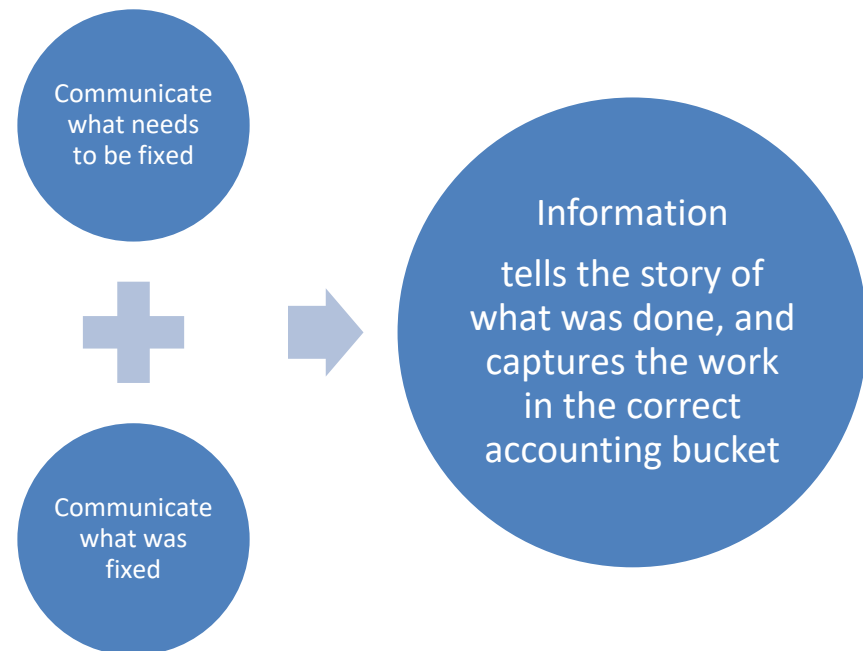 Communicate
what needs
to be fixed
Information
tells the story of
what was done, and
captures the work
in the correct
accounting bucket
Communicate
what was
fixed